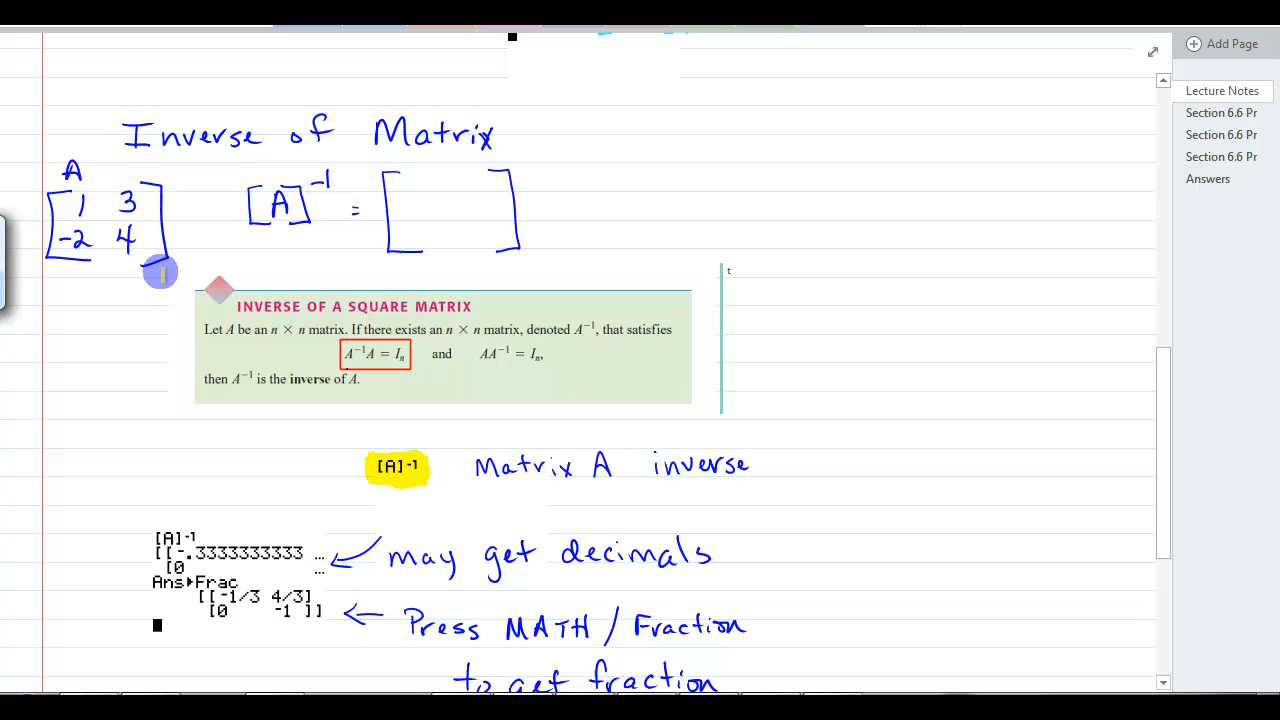 Add Page
Lecture Notes
Section 6.6 Pr
Section 6.6 Pr
Section 6.6 Pr
Answers
Inverse of Matrix
A
[1 3
-2 4]
[A]⁻¹ = [ ]
t
INVERSE OF A SQUARE MATRIX
Let A be an n × n matrix. If there exists an n × n matrix, denoted A⁻¹, that satisfies
A⁻¹A = Iₙ and AA⁻¹ = Iₙ,
then A⁻¹ is the inverse of A.
[A]⁻¹ Matrix A inverse
[A]⁻¹
[[-.3333333333 …
[0 …
may get decimals
Ans▸Frac
[[-1/3 4/3]
[0 -1 ]]
Press MATH / Fraction
to get fraction